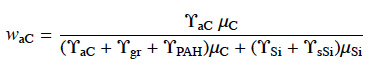 w_aC = ϒ_aC μ_C / ((ϒ_aC + ϒ_gr + ϒ_PAH)μ_C + (ϒ_Si + ϒ_sSi)μ_Si)